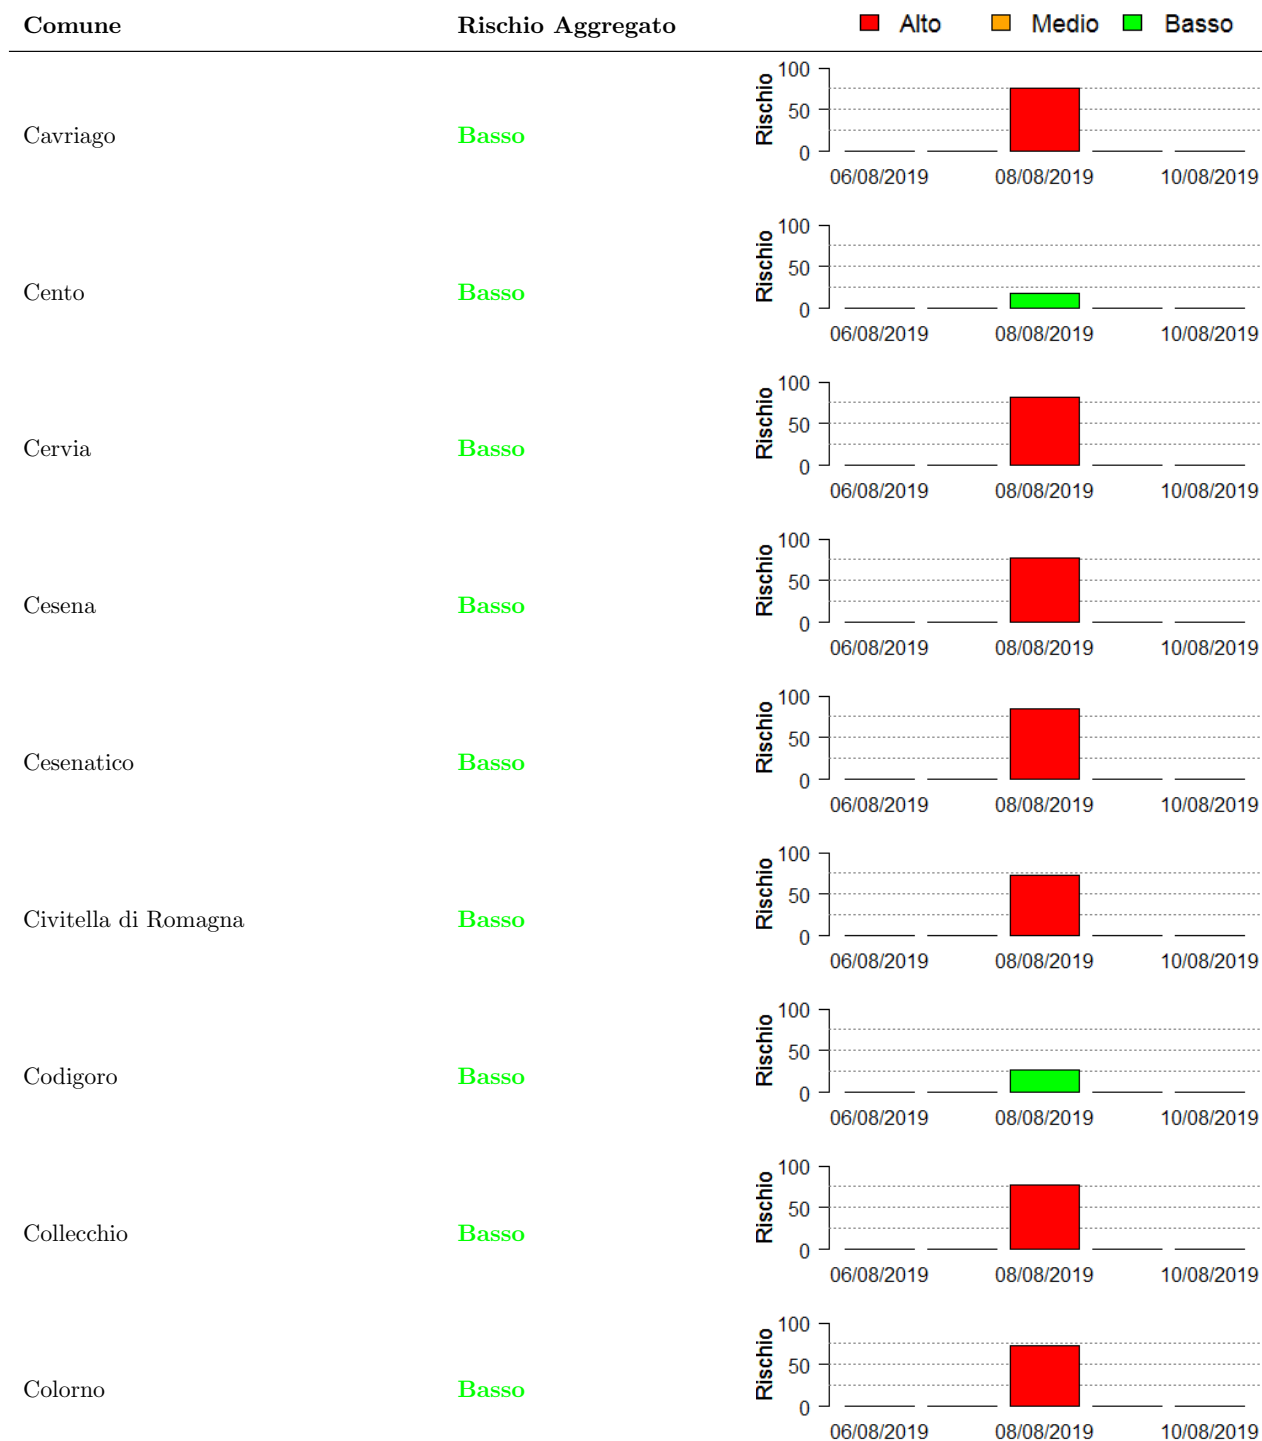 Comune Rischio Aggregato Alto Medio Basso
Cavriago Basso
Rischio
100
50
0
06/08/2019 08/08/2019 10/08/2019
Cento Basso
Rischio
100
50
0
06/08/2019 08/08/2019 10/08/2019
Cervia Basso
Rischio
100
50
0
06/08/2019 08/08/2019 10/08/2019
Cesena Basso
Rischio
100
50
0
06/08/2019 08/08/2019 10/08/2019
Cesenatico Basso
Rischio
100
50
0
06/08/2019 08/08/2019 10/08/2019
Civitella di Romagna Basso
Rischio
100
50
0
06/08/2019 08/08/2019 10/08/2019
Codigoro Basso
Rischio
100
50
0
06/08/2019 08/08/2019 10/08/2019
Collecchio Basso
Rischio
100
50
0
06/08/2019 08/08/2019 10/08/2019
Colorno Basso
Rischio
100
50
0
06/08/2019 08/08/2019 10/08/2019